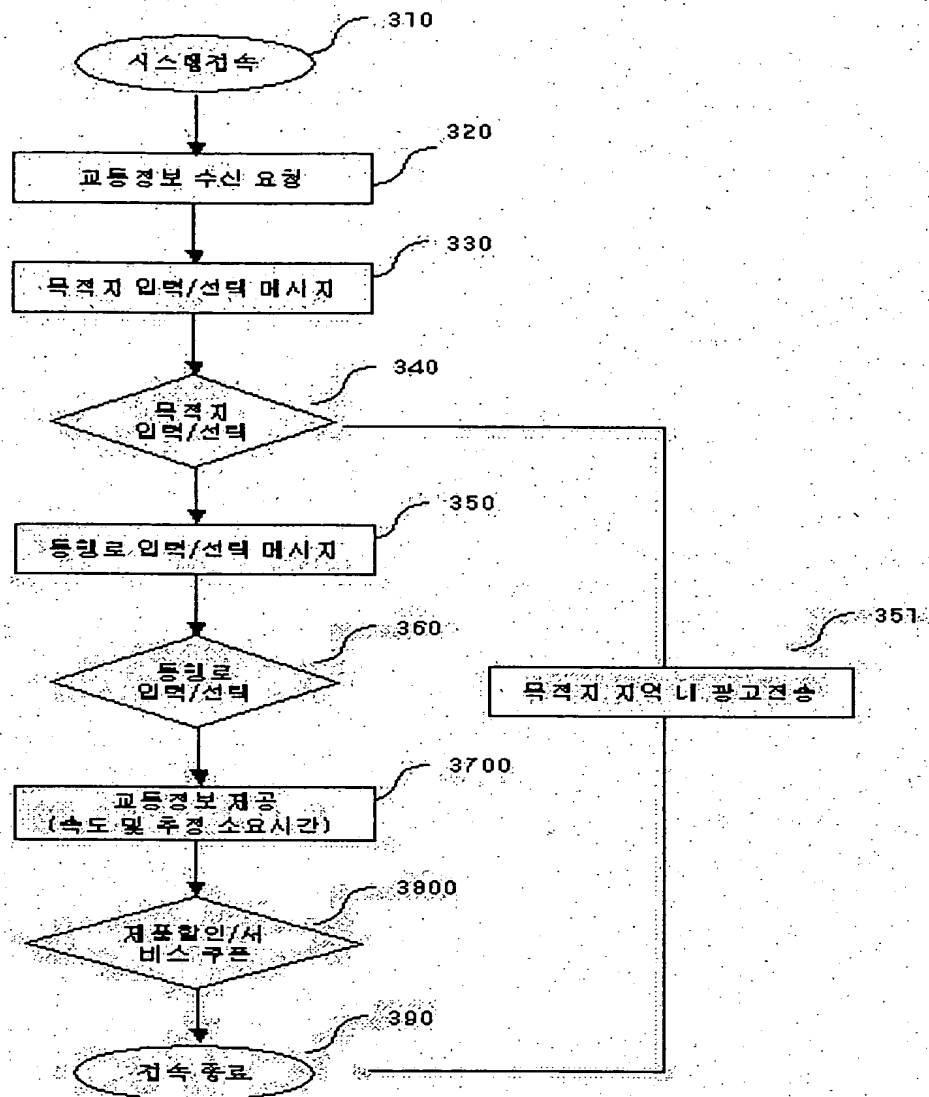 310
시스템접속
320
교통정보 수신 요청
330
목적지 입력/선택 메시지
340
목적지
입력/선택
350
통행로 입력/선택 메시지
360
통행로
입력/선택
351
목적지 지역 내 광고전송
3700
교통정보 제공
(속도 및 추정 소요시간)
3800
제품할인/서
비스 쿠폰
390
접속종료